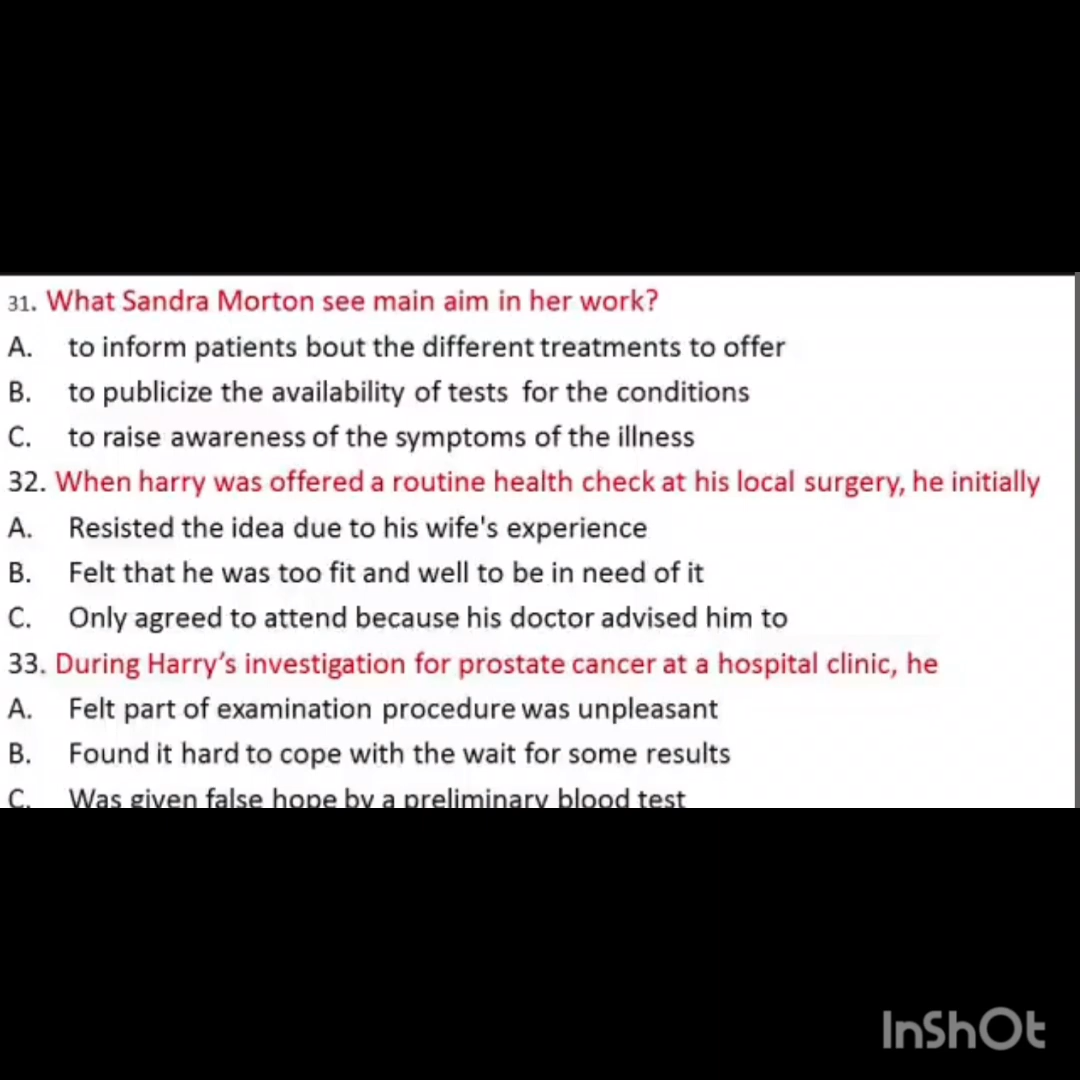 31. What Sandra Morton see main aim in her work?
A. to inform patients bout the different treatments to offer
B. to publicize the availability of tests for the conditions
C. to raise awareness of the symptoms of the illness
32. When harry was offered a routine health check at his local surgery, he initially
A. Resisted the idea due to his wife's experience
B. Felt that he was too fit and well to be in need of it
C. Only agreed to attend because his doctor advised him to
33. During Harry’s investigation for prostate cancer at a hospital clinic, he
A. Felt part of examination procedure was unpleasant
B. Found it hard to cope with the wait for some results
C. Was given false hope by a preliminary blood test
InShOt